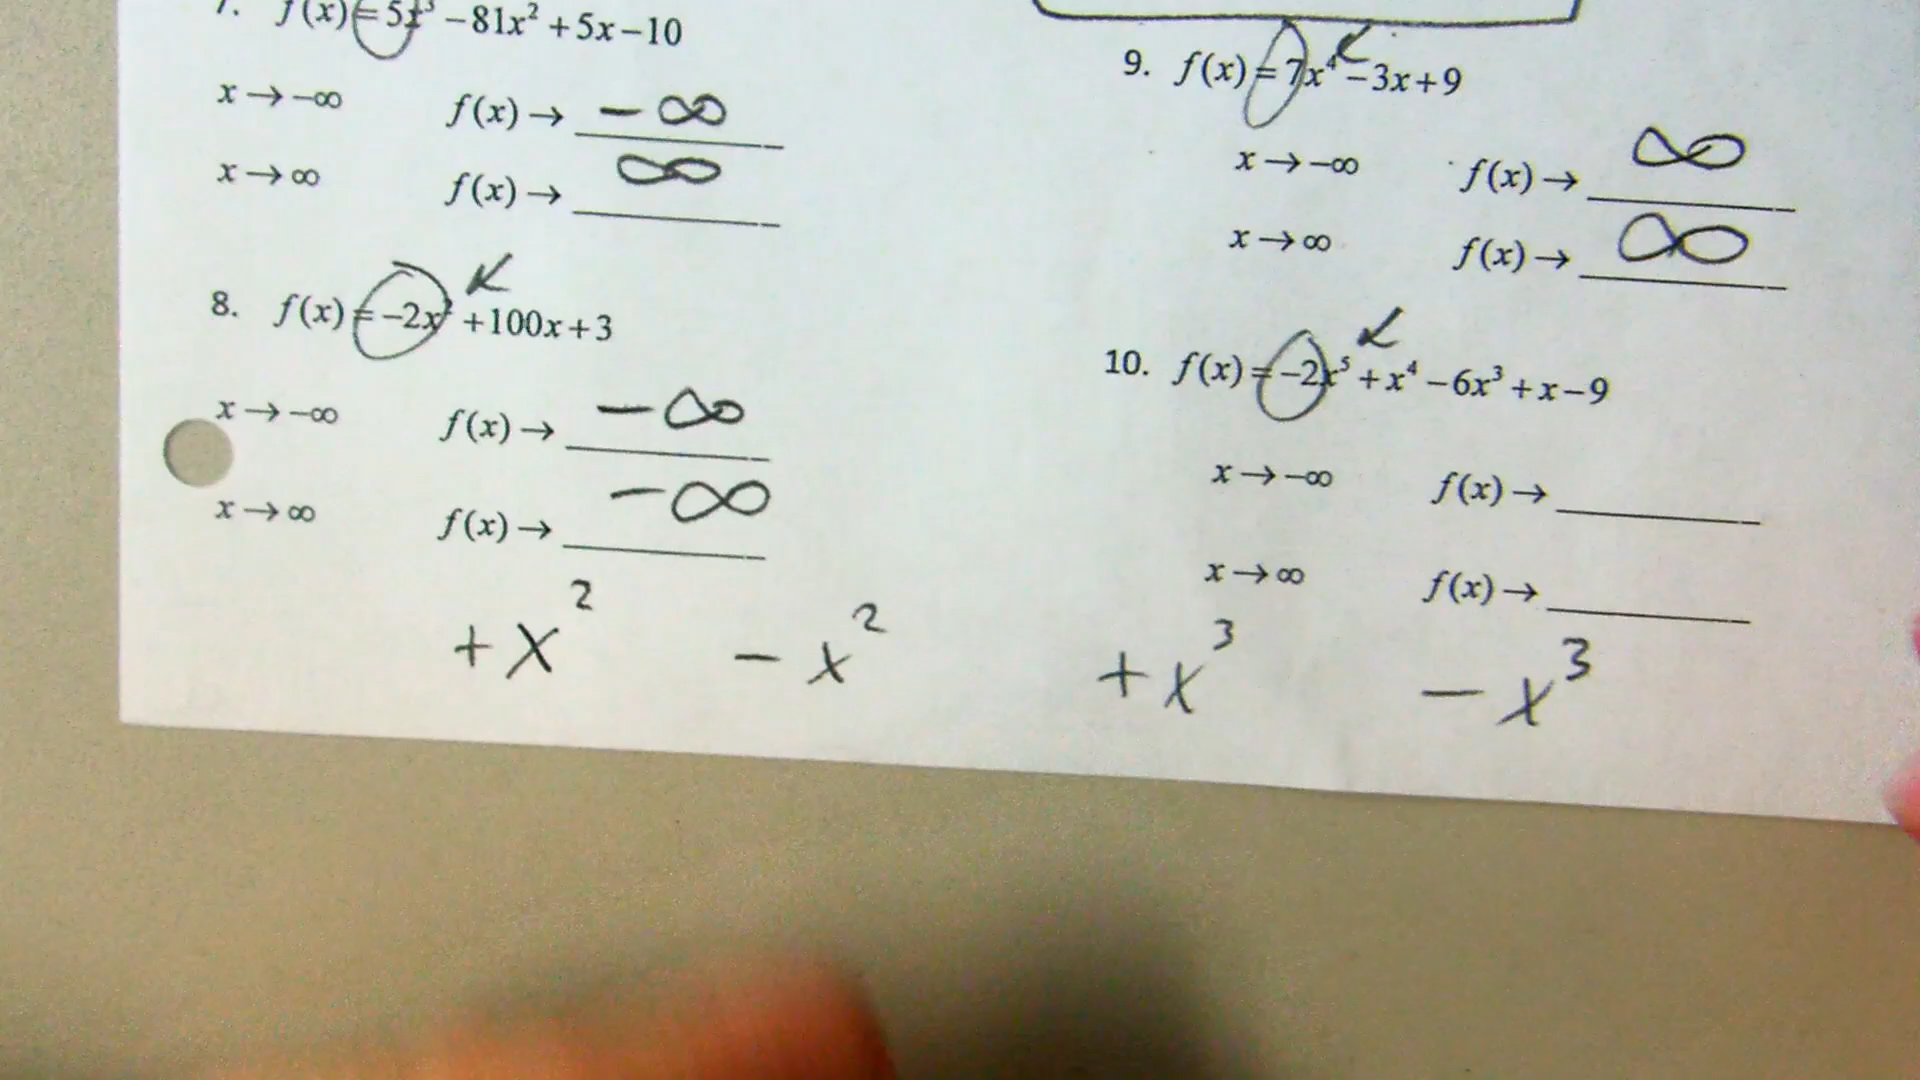 7. f(x)=5x³−81x²+5x−10
x→−∞ f(x)→ −∞
x→∞ f(x)→ ∞
8. f(x)=−2x² +100x+3
x→−∞ f(x)→ −∞
x→∞ f(x)→ −∞
+x² −x²
9. f(x)=7x⁴−3x+9
x→−∞ f(x)→ ∞
x→∞ f(x)→ ∞
10. f(x)=−2x⁵+x⁴−6x³+x−9
x→−∞ f(x)→
x→∞ f(x)→
+x³ −x³